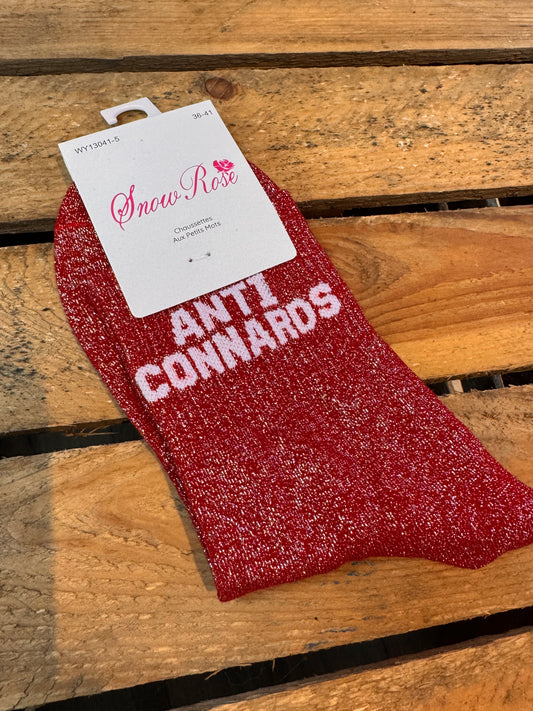 WY13041-5
36-41
Snow Rose
Chaussettes
Aux Petits Mots
ANTI
CONNARDS